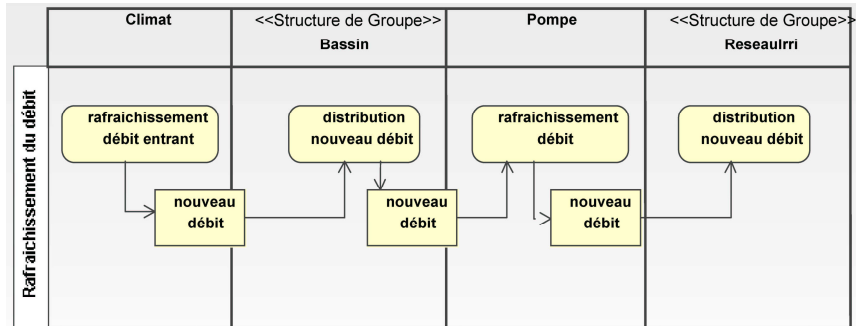 Climat
<<Structure de Groupe>>
Bassin
Pompe
<<Structure de Groupe>>
ReseauIrri
Rafraichissement du débit
rafraichissement
débit entrant
distribution
nouveau débit
rafraichissement
débit
distribution
nouveau débit
nouveau
débit
nouveau
débit
nouveau
débit